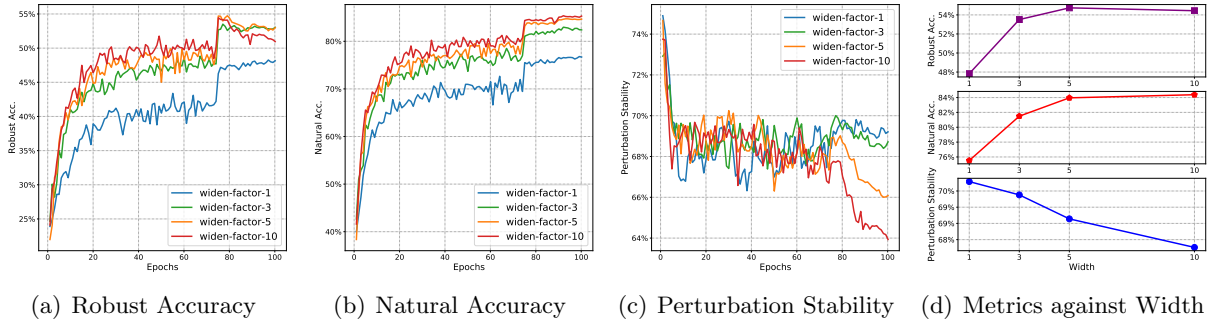 55%
50%
45%
40%
35%
30%
25%
Robust Acc.
0
20
40
60
80
100
Epochs
widen-factor-1
widen-factor-3
widen-factor-5
widen-factor-10
80%
70%
60%
50%
40%
Natural Acc.
0
20
40
60
80
100
Epochs
widen-factor-1
widen-factor-3
widen-factor-5
widen-factor-10
74%
72%
70%
68%
66%
64%
Perturbation Stability
0
20
40
60
80
100
Epochs
widen-factor-1
widen-factor-3
widen-factor-5
widen-factor-10
54%
52%
50%
48%
Robust Acc.
1
3
5
10
84%
82%
80%
78%
76%
Natural Acc.
1
3
5
10
70%
69%
68%
Perturbation Stability
1
3
5
10
Width
(a) Robust Accuracy
(b) Natural Accuracy
(c) Perturbation Stability
(d) Metrics against Width